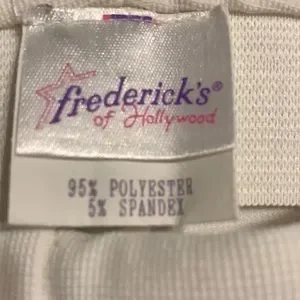 frederick's®
of Hollywood
95% POLYESTER
5% SPANDEX